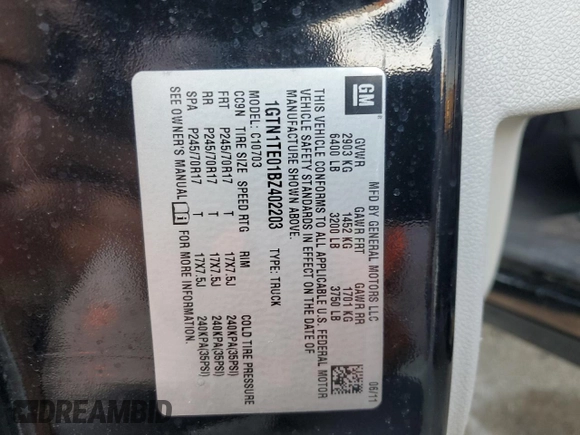 GM
MFD BY GENERAL MOTORS LLC
06/11
GVWR GAWR FRT GAWR RR
2903 KG 1452 KG 1701 KG
6400 LB 3200 LB 3750 LB
THIS VEHICLE CONFORMS TO ALL APPLICABLE U.S. FEDERAL MOTOR
VEHICLE SAFETY STANDARDS IN EFFECT ON THE DATE OF
MANUFACTURE SHOWN ABOVE.
1GTN1TE01BZ402203 TYPE: TRUCK
MODEL: C10703
CC9N TIRE SIZE SPEED RTG RIM COLD TIRE PRESSURE
FRT P245/70R17 T 17X7.5J 240KPA(35PSI)
RR P245/70R17 T 17X7.5J 240KPA(35PSI)
SPA P245/70R17 T 17X7.5J 240KPA(35PSI)
SEE OWNER'S MANUAL FOR MORE INFORMATION.
DREAMBID